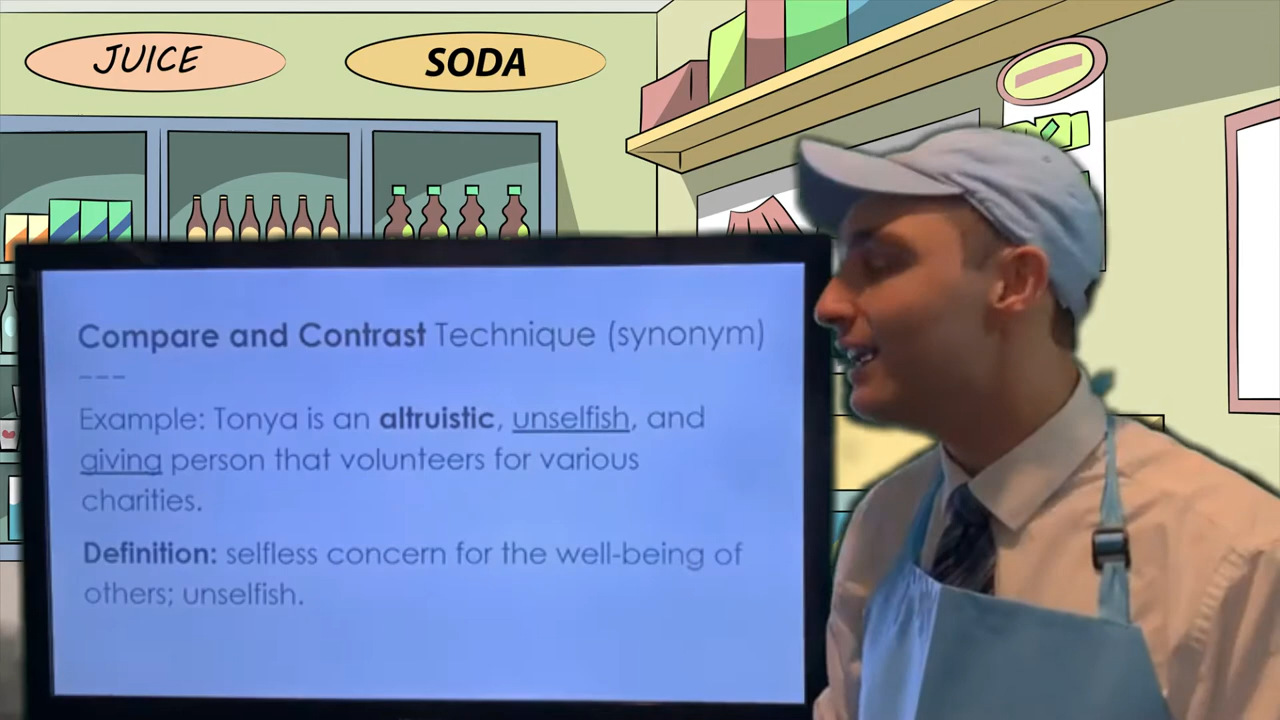 JUICE
SODA
Compare and Contrast Technique (synonym)
---
Example: Tonya is an altruistic, unselfish, and
giving person that volunteers for various
charities.
Definition: selfless concern for the well-being of
others; unselfish.